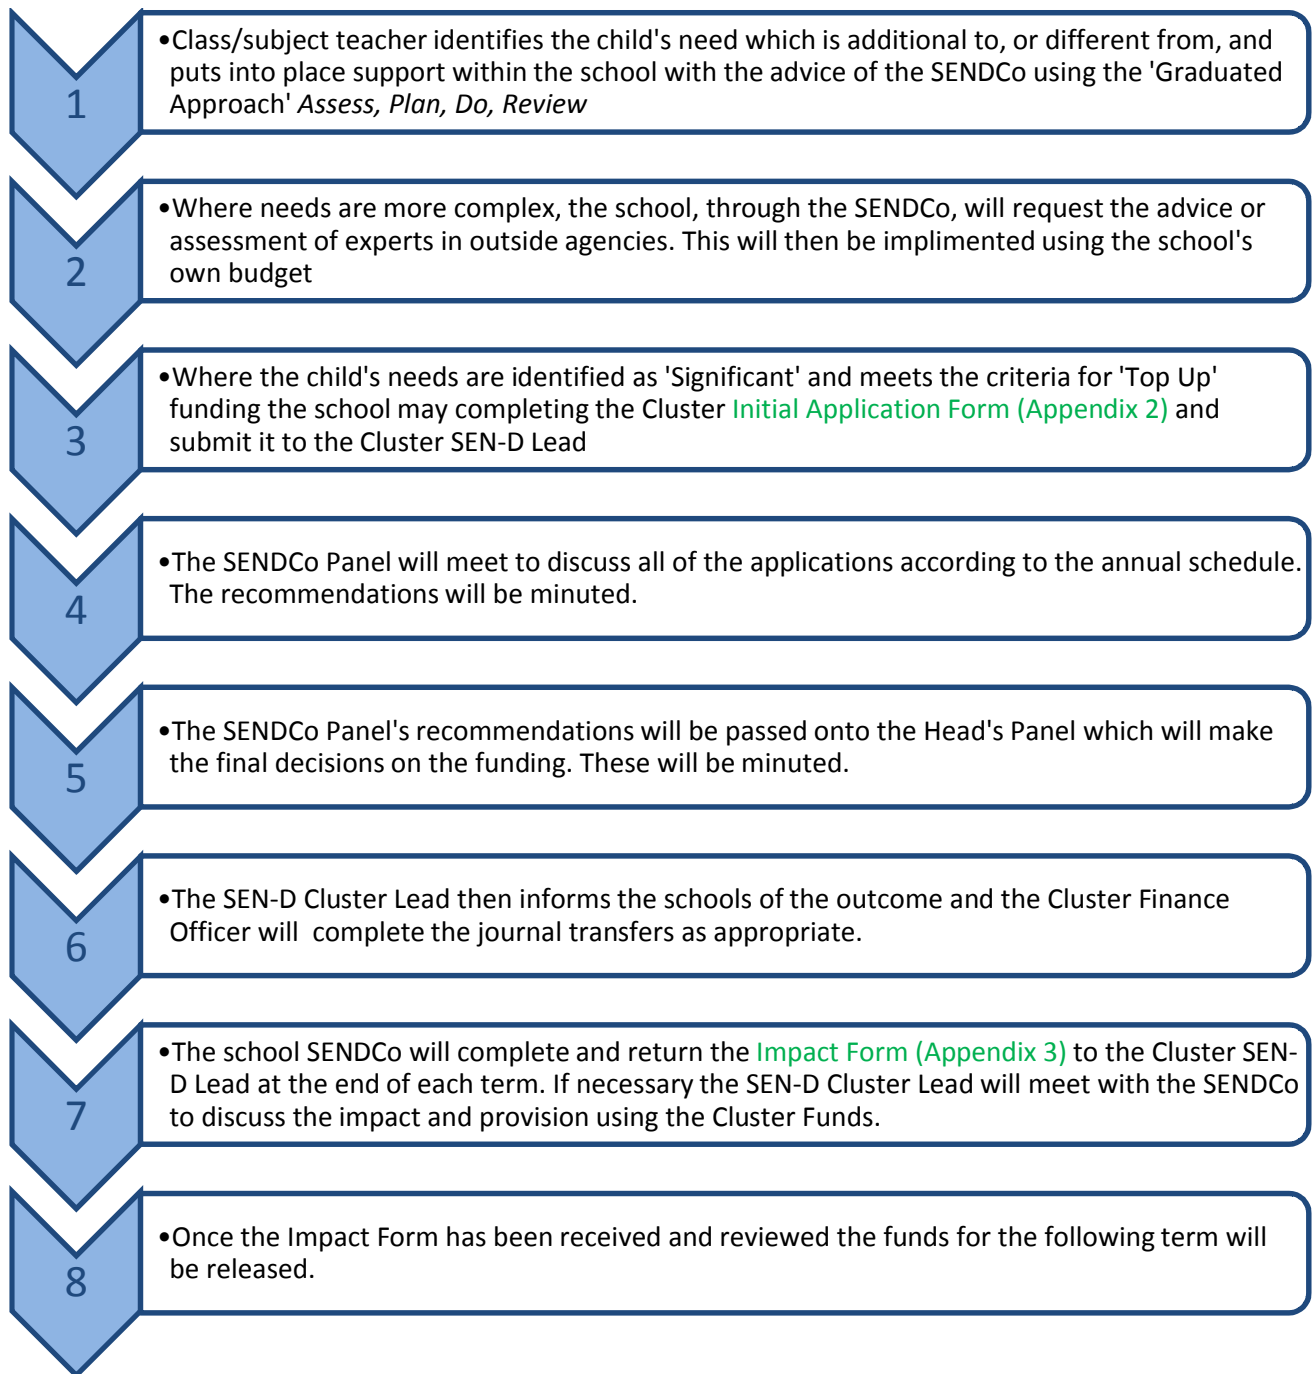 1
•Class/subject teacher identifies the child's need which is additional to, or different from, and
puts into place support within the school with the advice of the SENDCo using the 'Graduated
Approach' Assess, Plan, Do, Review
2
•Where needs are more complex, the school, through the SENDCo, will request the advice or
assessment of experts in outside agencies. This will then be implimented using the school's
own budget
3
•Where the child's needs are identified as 'Significant' and meets the criteria for 'Top Up'
funding the school may completing the Cluster Initial Application Form (Appendix 2) and
submit it to the Cluster SEN-D Lead
4
•The SENDCo Panel will meet to discuss all of the applications according to the annual schedule.
The recommendations will be minuted.
5
•The SENDCo Panel's recommendations will be passed onto the Head's Panel which will make
the final decisions on the funding. These will be minuted.
6
•The SEN-D Cluster Lead then informs the schools of the outcome and the Cluster Finance
Officer will complete the journal transfers as appropriate.
7
•The school SENDCo will complete and return the Impact Form (Appendix 3) to the Cluster SEN-
D Lead at the end of each term. If necessary the SEN-D Cluster Lead will meet with the SENDCo
to discuss the impact and provision using the Cluster Funds.
8
•Once the Impact Form has been received and reviewed the funds for the following term will
be released.